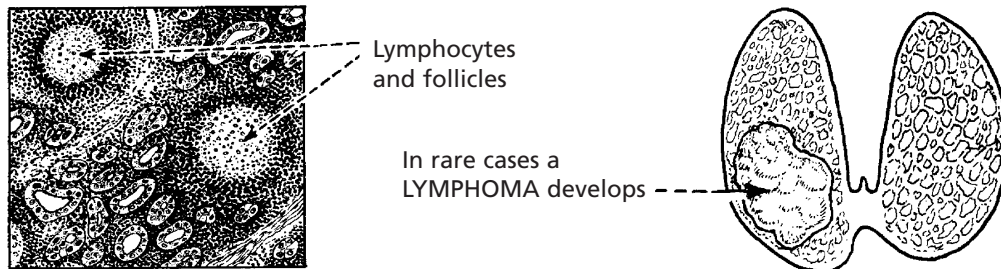 Lymphocytes
and follicles
In rare cases a
LYMPHOMA develops